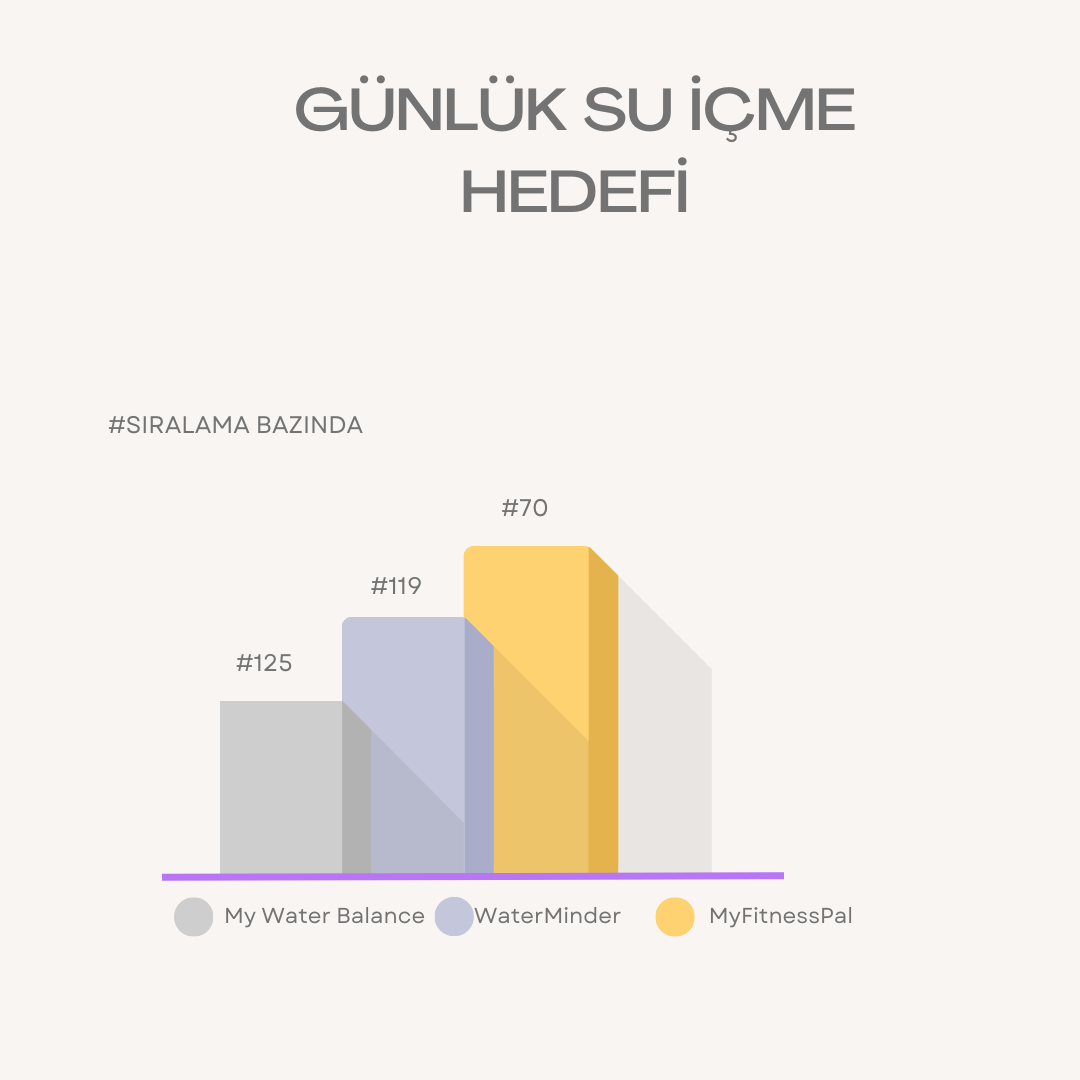 GÜNLÜK SU İÇME
HEDEFİ
#SIRALAMA BAZINDA
#70
#119
#125
My Water Balance
WaterMinder
MyFitnessPal